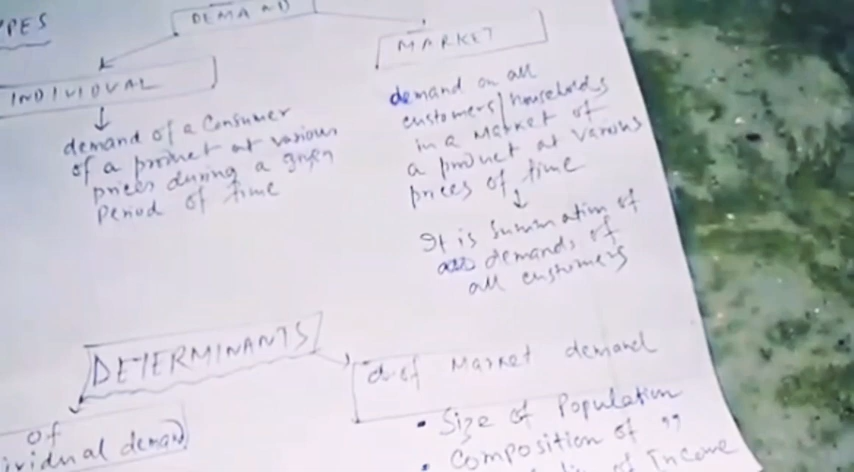 YPES
DEMAND
INDIVIDUAL
demand of a Consumer
of a product at various
prices during a given
Period of time
MARKET
demand on all
customers/households
in a Market of
a product at various
prices of time
It is summation of
demands of
all customers
DETERMINANTS
of
ividual demand
d. of Market demand
• Size of Population
• Composition of ”
of Income